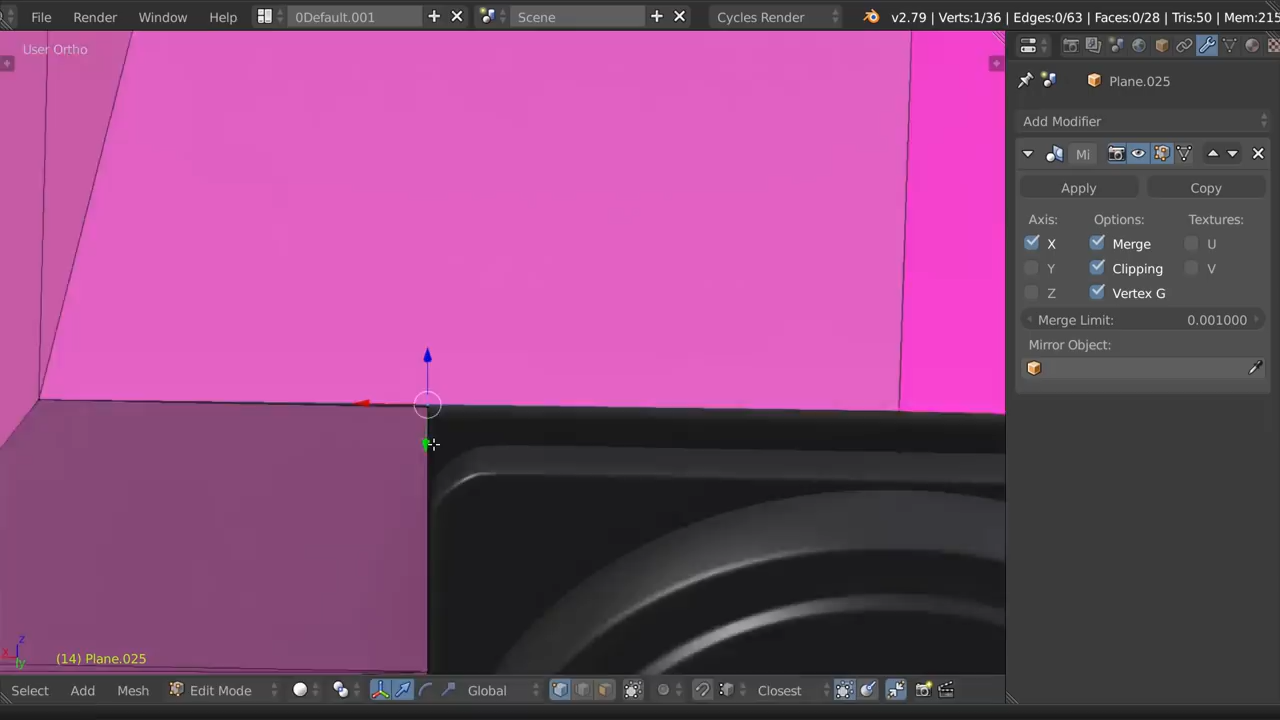 File Render Window Help 0Default.001 Scene Cycles Render v2.79 | Verts:1/36 | Edges:0/63 | Faces:0/28 | Tris:50 | Mem:215
User Ortho
Plane.025
Add Modifier
Mi
Apply Copy
Axis: Options: Textures:
X Merge U
Y Clipping V
Z Vertex G
Merge Limit: 0.001000
Mirror Object:
z
x
y
(14) Plane.025
Select Add Mesh Edit Mode Global Closest